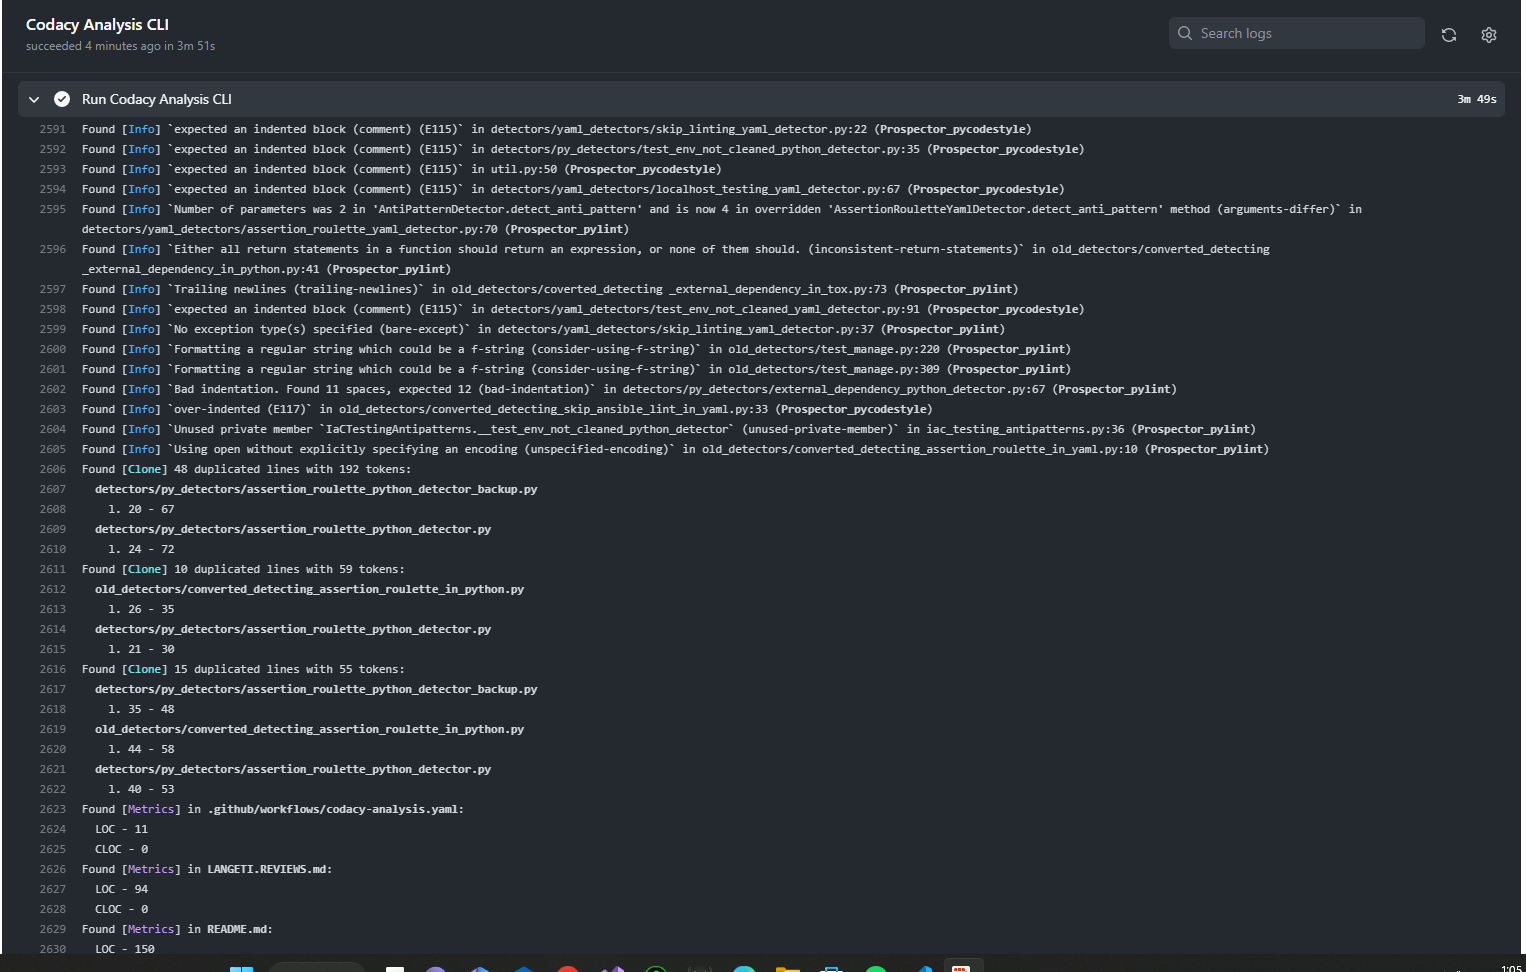 Codacy Analysis CLI
succeeded 4 minutes ago in 3m 51s
Search logs
Run Codacy Analysis CLI
3m 49s
2591 Found [Info] `expected an indented block (comment) (E115)` in detectors/yaml_detectors/skip_linting_yaml_detector.py:22 (Prospector_pycodestyle)
2592 Found [Info] `expected an indented block (comment) (E115)` in detectors/py_detectors/test_env_not_cleaned_python_detector.py:35 (Prospector_pycodestyle)
2593 Found [Info] `expected an indented block (comment) (E115)` in util.py:50 (Prospector_pycodestyle)
2594 Found [Info] `expected an indented block (comment) (E115)` in detectors/yaml_detectors/localhost_testing_yaml_detector.py:67 (Prospector_pycodestyle)
2595 Found [Info] `Number of parameters was 2 in 'AntiPatternDetector.detect_anti_pattern' and is now 4 in overridden 'AssertionRouletteYamlDetector.detect_anti_pattern' method (arguments-differ)` in
detectors/yaml_detectors/assertion_roulette_yaml_detector.py:70 (Prospector_pylint)
2596 Found [Info] `Either all return statements in a function should return an expression, or none of them should. (inconsistent-return-statements)` in old_detectors/converted_detecting
_external_dependency_in_python.py:41 (Prospector_pylint)
2597 Found [Info] `Trailing newlines (trailing-newlines)` in old_detectors/coverted_detecting _external_dependency_in_tox.py:73 (Prospector_pylint)
2598 Found [Info] `expected an indented block (comment) (E115)` in detectors/yaml_detectors/test_env_not_cleaned_yaml_detector.py:91 (Prospector_pycodestyle)
2599 Found [Info] `No exception type(s) specified (bare-except)` in detectors/yaml_detectors/skip_linting_yaml_detector.py:37 (Prospector_pylint)
2600 Found [Info] `Formatting a regular string which could be a f-string (consider-using-f-string)` in old_detectors/test_manage.py:220 (Prospector_pylint)
2601 Found [Info] `Formatting a regular string which could be a f-string (consider-using-f-string)` in old_detectors/test_manage.py:309 (Prospector_pylint)
2602 Found [Info] `Bad indentation. Found 11 spaces, expected 12 (bad-indentation)` in detectors/py_detectors/external_dependency_python_detector.py:67 (Prospector_pylint)
2603 Found [Info] `over-indented (E117)` in old_detectors/converted_detecting_skip_ansible_lint_in_yaml.py:33 (Prospector_pycodestyle)
2604 Found [Info] `Unused private member `IaCTestingAntipatterns.__test_env_not_cleaned_python_detector` (unused-private-member)` in iac_testing_antipatterns.py:36 (Prospector_pylint)
2605 Found [Info] `Using open without explicitly specifying an encoding (unspecified-encoding)` in old_detectors/converted_detecting_assertion_roulette_in_yaml.py:10 (Prospector_pylint)
2606 Found [Clone] 48 duplicated lines with 192 tokens:
2607 detectors/py_detectors/assertion_roulette_python_detector_backup.py
2608 l. 20 - 67
2609 detectors/py_detectors/assertion_roulette_python_detector.py
2610 l. 24 - 72
2611 Found [Clone] 10 duplicated lines with 59 tokens:
2612 old_detectors/converted_detecting_assertion_roulette_in_python.py
2613 l. 26 - 35
2614 detectors/py_detectors/assertion_roulette_python_detector.py
2615 l. 21 - 30
2616 Found [Clone] 15 duplicated lines with 55 tokens:
2617 detectors/py_detectors/assertion_roulette_python_detector_backup.py
2618 l. 35 - 48
2619 old_detectors/converted_detecting_assertion_roulette_in_python.py
2620 l. 44 - 58
2621 detectors/py_detectors/assertion_roulette_python_detector.py
2622 l. 40 - 53
2623 Found [Metrics] in .github/workflows/codacy-analysis.yaml:
2624 LOC - 11
2625 CLOC - 0
2626 Found [Metrics] in LANGETI.REVIEWS.md:
2627 LOC - 94
2628 CLOC - 0
2629 Found [Metrics] in README.md:
2630 LOC - 150
1:05